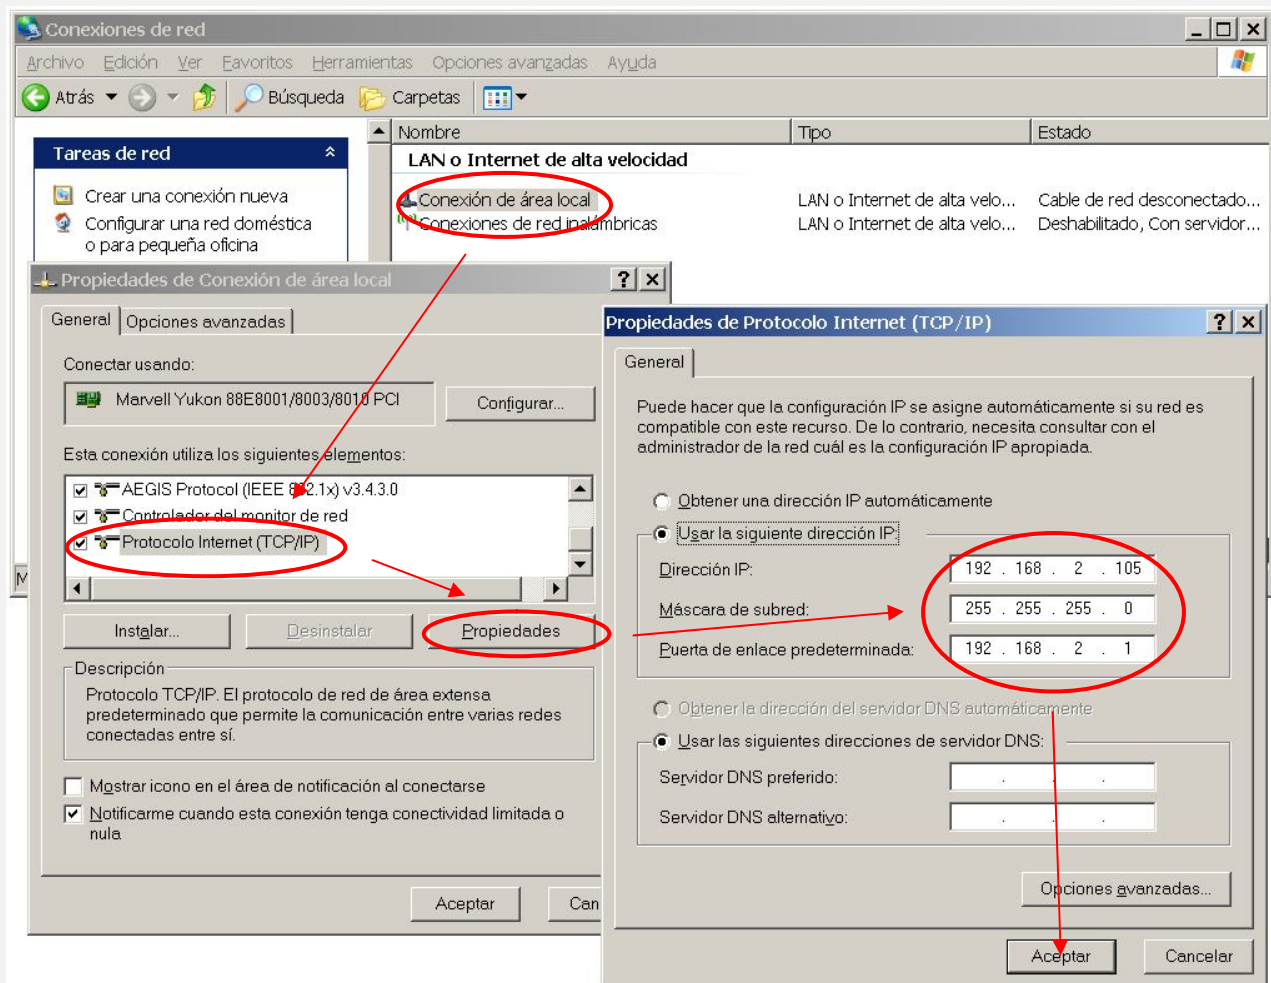 Conexiones de red
Archivo Edición Ver Favoritos Herramientas Opciones avanzadas Ayuda
Atrás Búsqueda Carpetas
Nombre Tipo Estado
Tareas de red
LAN o Internet de alta velocidad
Crear una conexión nueva
Configurar una red doméstica
o para pequeña oficina
Conexión de área local LAN o Internet de alta velo... Cable de red desconectado...
Conexiones de red inalámbricas LAN o Internet de alta velo... Deshabilitado, Con servidor...
Propiedades de Conexión de área local
General Opciones avanzadas
Conectar usando:
Marvell Yukon 88E8001/8003/8010 PCI
Configurar...
Esta conexión utiliza los siguientes elementos:
AEGIS Protocol (IEEE 802.1x) v3.4.3.0
Controlador del monitor de red
Protocolo Internet (TCP/IP)
Instalar... Desinstalar Propiedades
Descripción
Protocolo TCP/IP. El protocolo de red de área extensa
predeterminado que permite la comunicación entre varias redes
conectadas entre sí.
Mostrar icono en el área de notificación al conectarse
Notificarme cuando esta conexión tenga conectividad limitada o
nula
Aceptar Can
M
Propiedades de Protocolo Internet (TCP/IP)
General
Puede hacer que la configuración IP se asigne automáticamente si su red es
compatible con este recurso. De lo contrario, necesita consultar con el
administrador de la red cuál es la configuración IP apropiada.
Obtener una dirección IP automáticamente
Usar la siguiente dirección IP:
Dirección IP: 192 . 168 . 2 . 105
Máscara de subred: 255 . 255 . 255 . 0
Puerta de enlace predeterminada: 192 . 168 . 2 . 1
Obtener la dirección del servidor DNS automáticamente
Usar las siguientes direcciones de servidor DNS:
Servidor DNS preferido: . . .
Servidor DNS alternativo: . . .
Opciones avanzadas...
Aceptar Cancelar